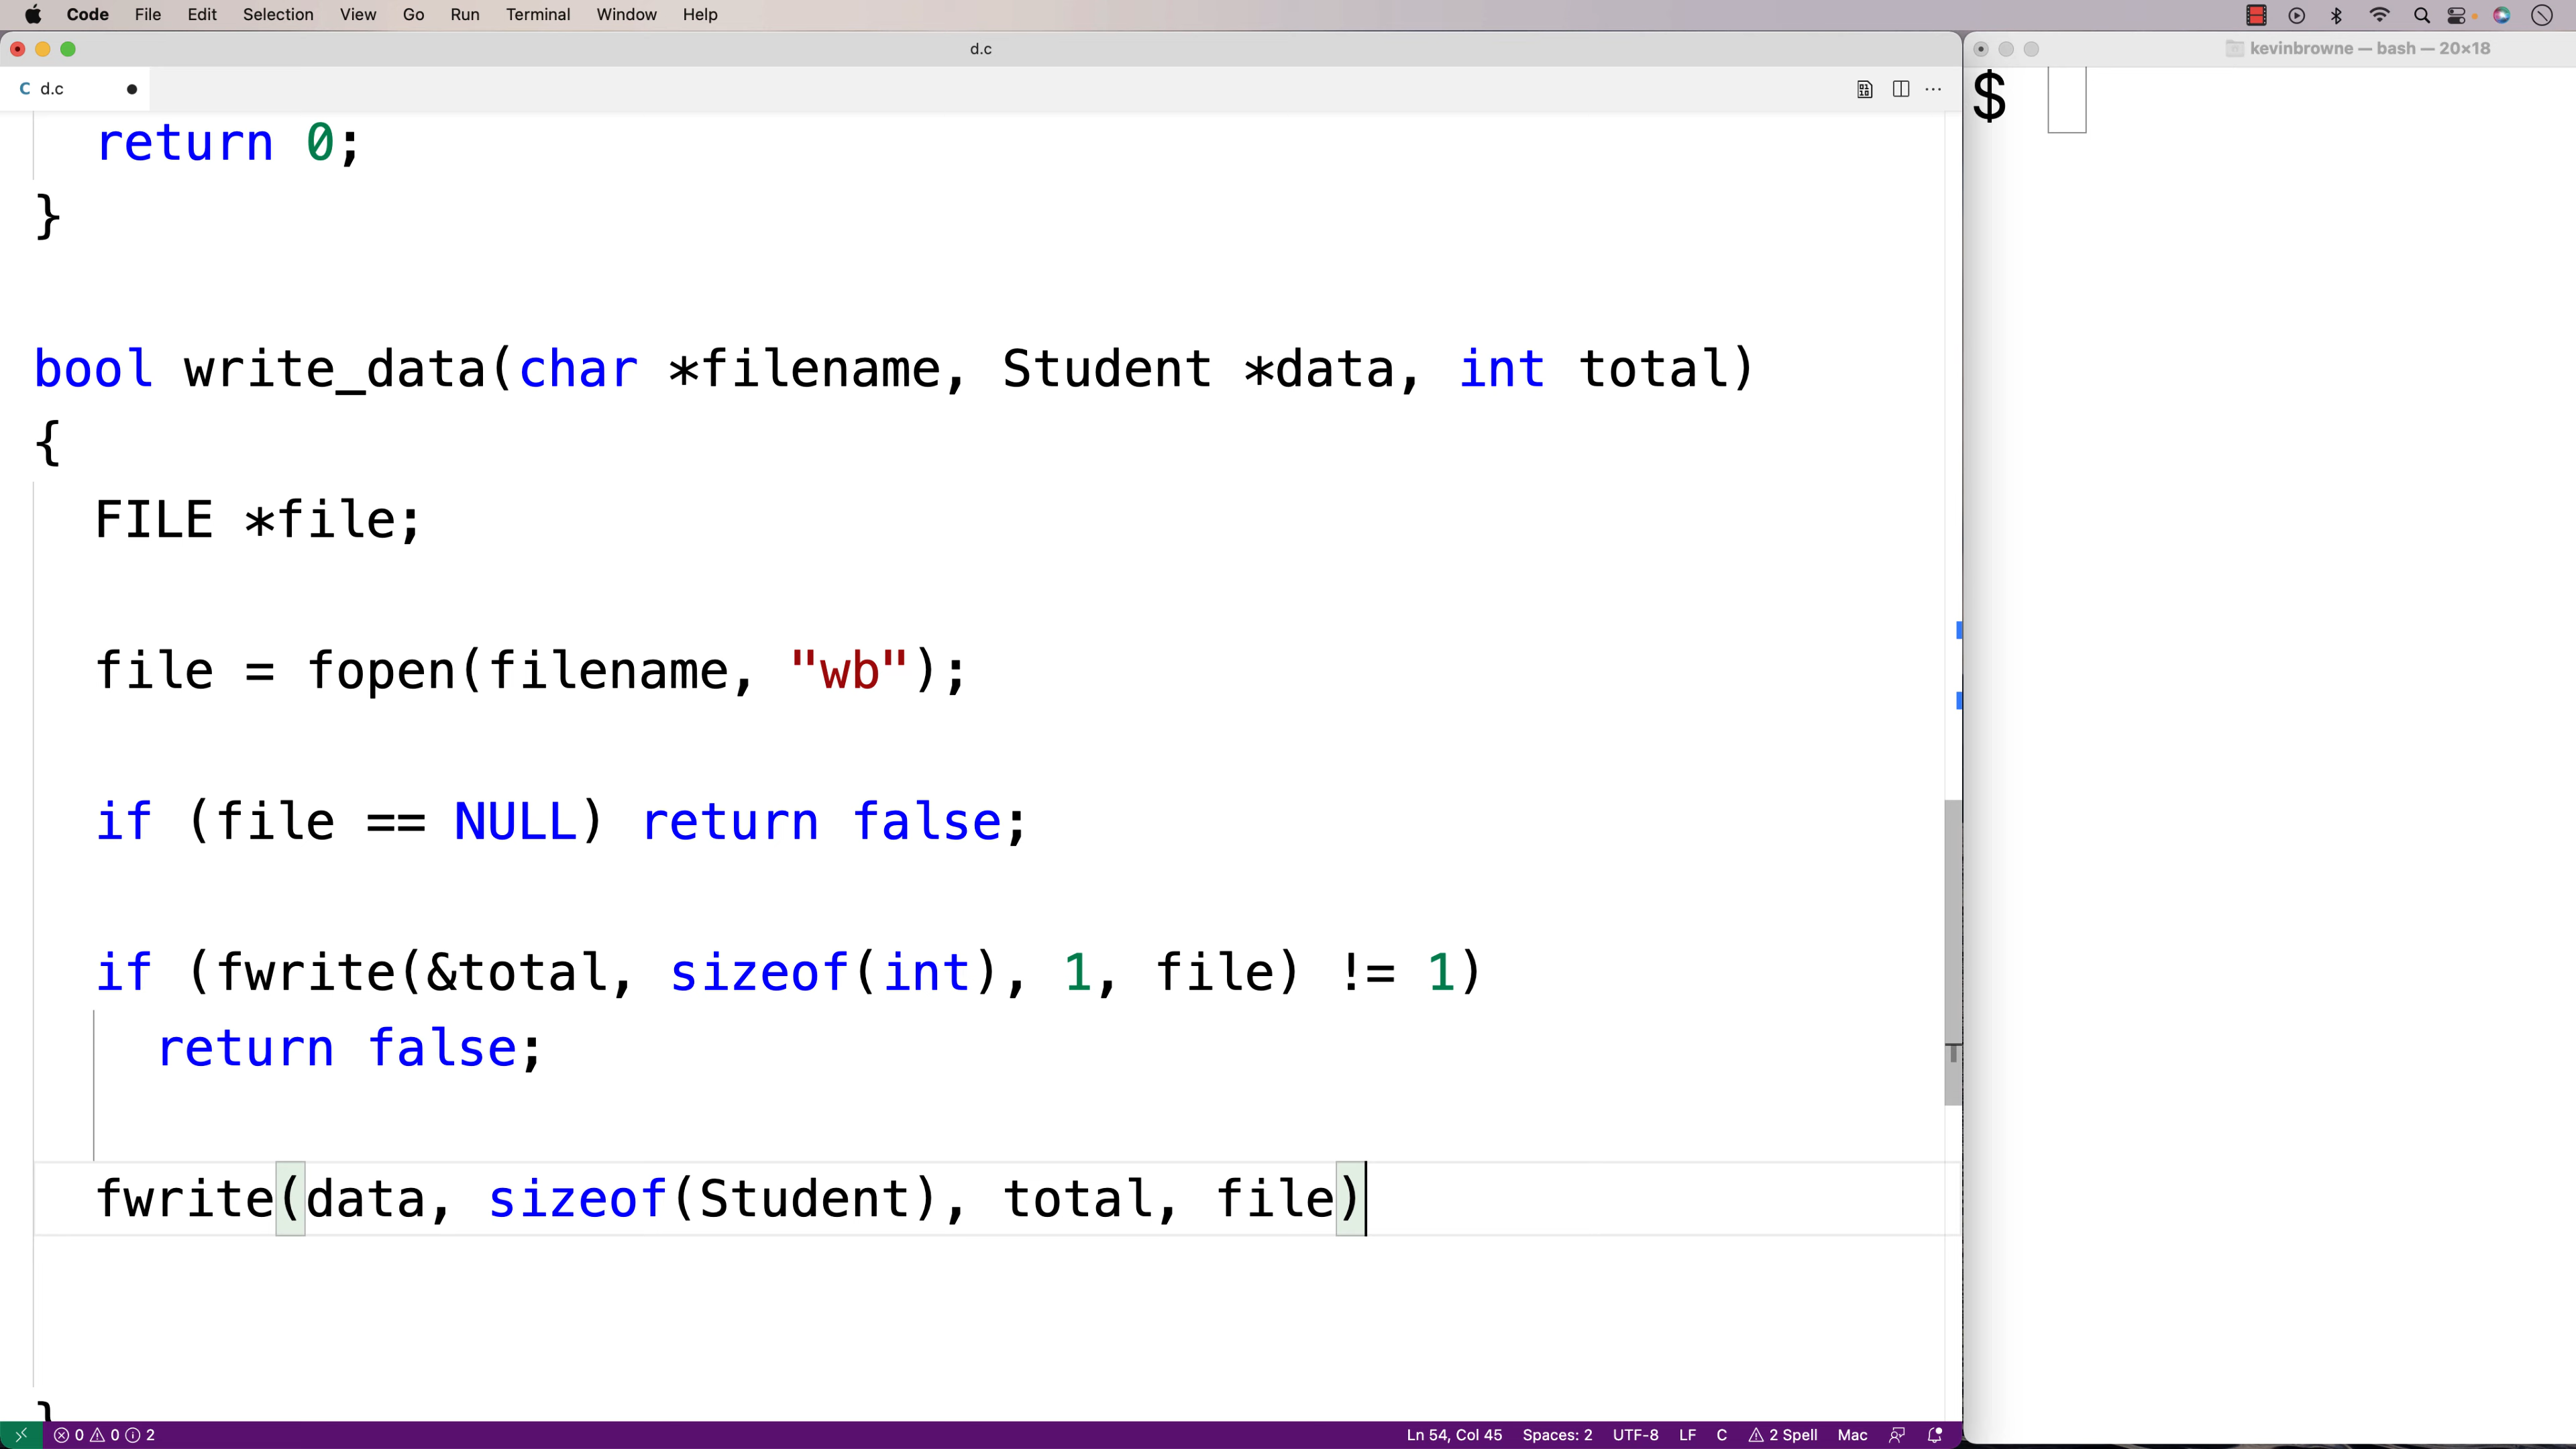 Code File Edit Selection View Go Run Terminal Window Help
d.c
kevinbrowne — bash — 20×18
C d.c
$
return 0;
}
bool write_data(char *filename, Student *data, int total)
{
FILE *file;
file = fopen(filename, "wb");
if (file == NULL) return false;
if (fwrite(&total, sizeof(int), 1, file) != 1)
return false;
fwrite(data, sizeof(Student), total, file)
}
0 0 2 Ln 54, Col 45 Spaces: 2 UTF-8 LF C 2 Spell Mac